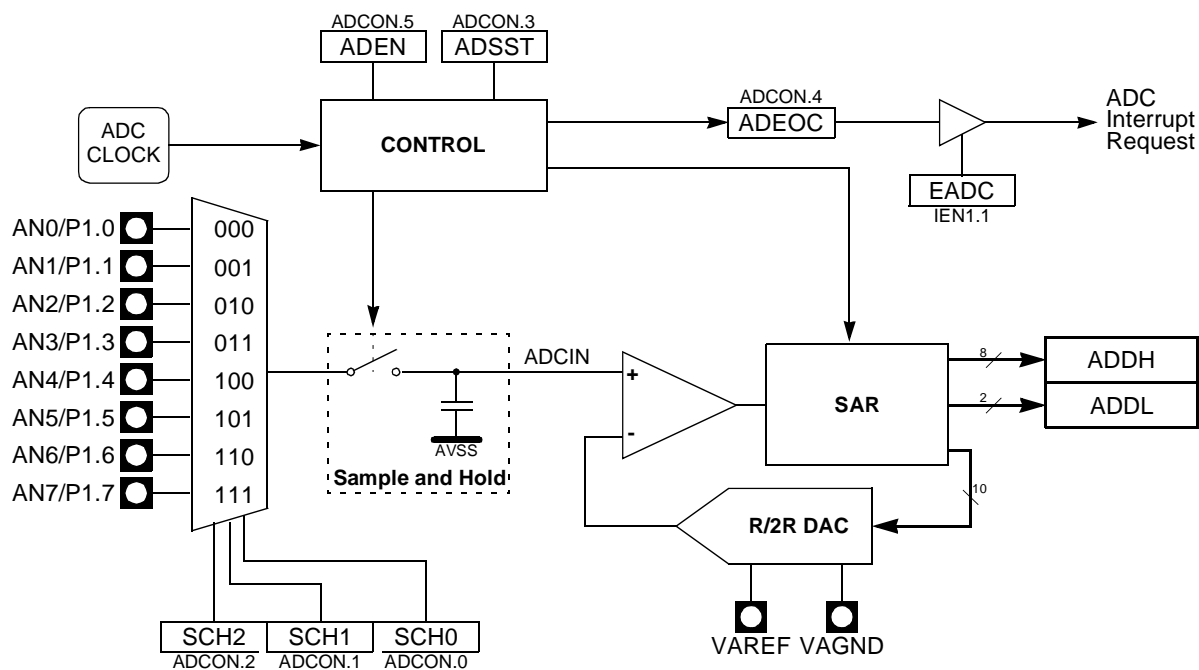 ADCON.5
ADEN
ADCON.3
ADSST
ADC
CLOCK
CONTROL
ADCON.4
ADEOC
ADC
Interrupt
Request
EADC
IEN1.1
AN0/P1.0
000
AN1/P1.1
001
AN2/P1.2
010
AN3/P1.3
011
AN4/P1.4
100
AN5/P1.5
101
AN6/P1.6
110
AN7/P1.7
111
AVSS
Sample and Hold
ADCIN
+
-
SAR
8
ADDH
2
ADDL
10
R/2R DAC
VAREF
VAGND
SCH2
SCH1
SCH0
ADCON.2
ADCON.1
ADCON.0